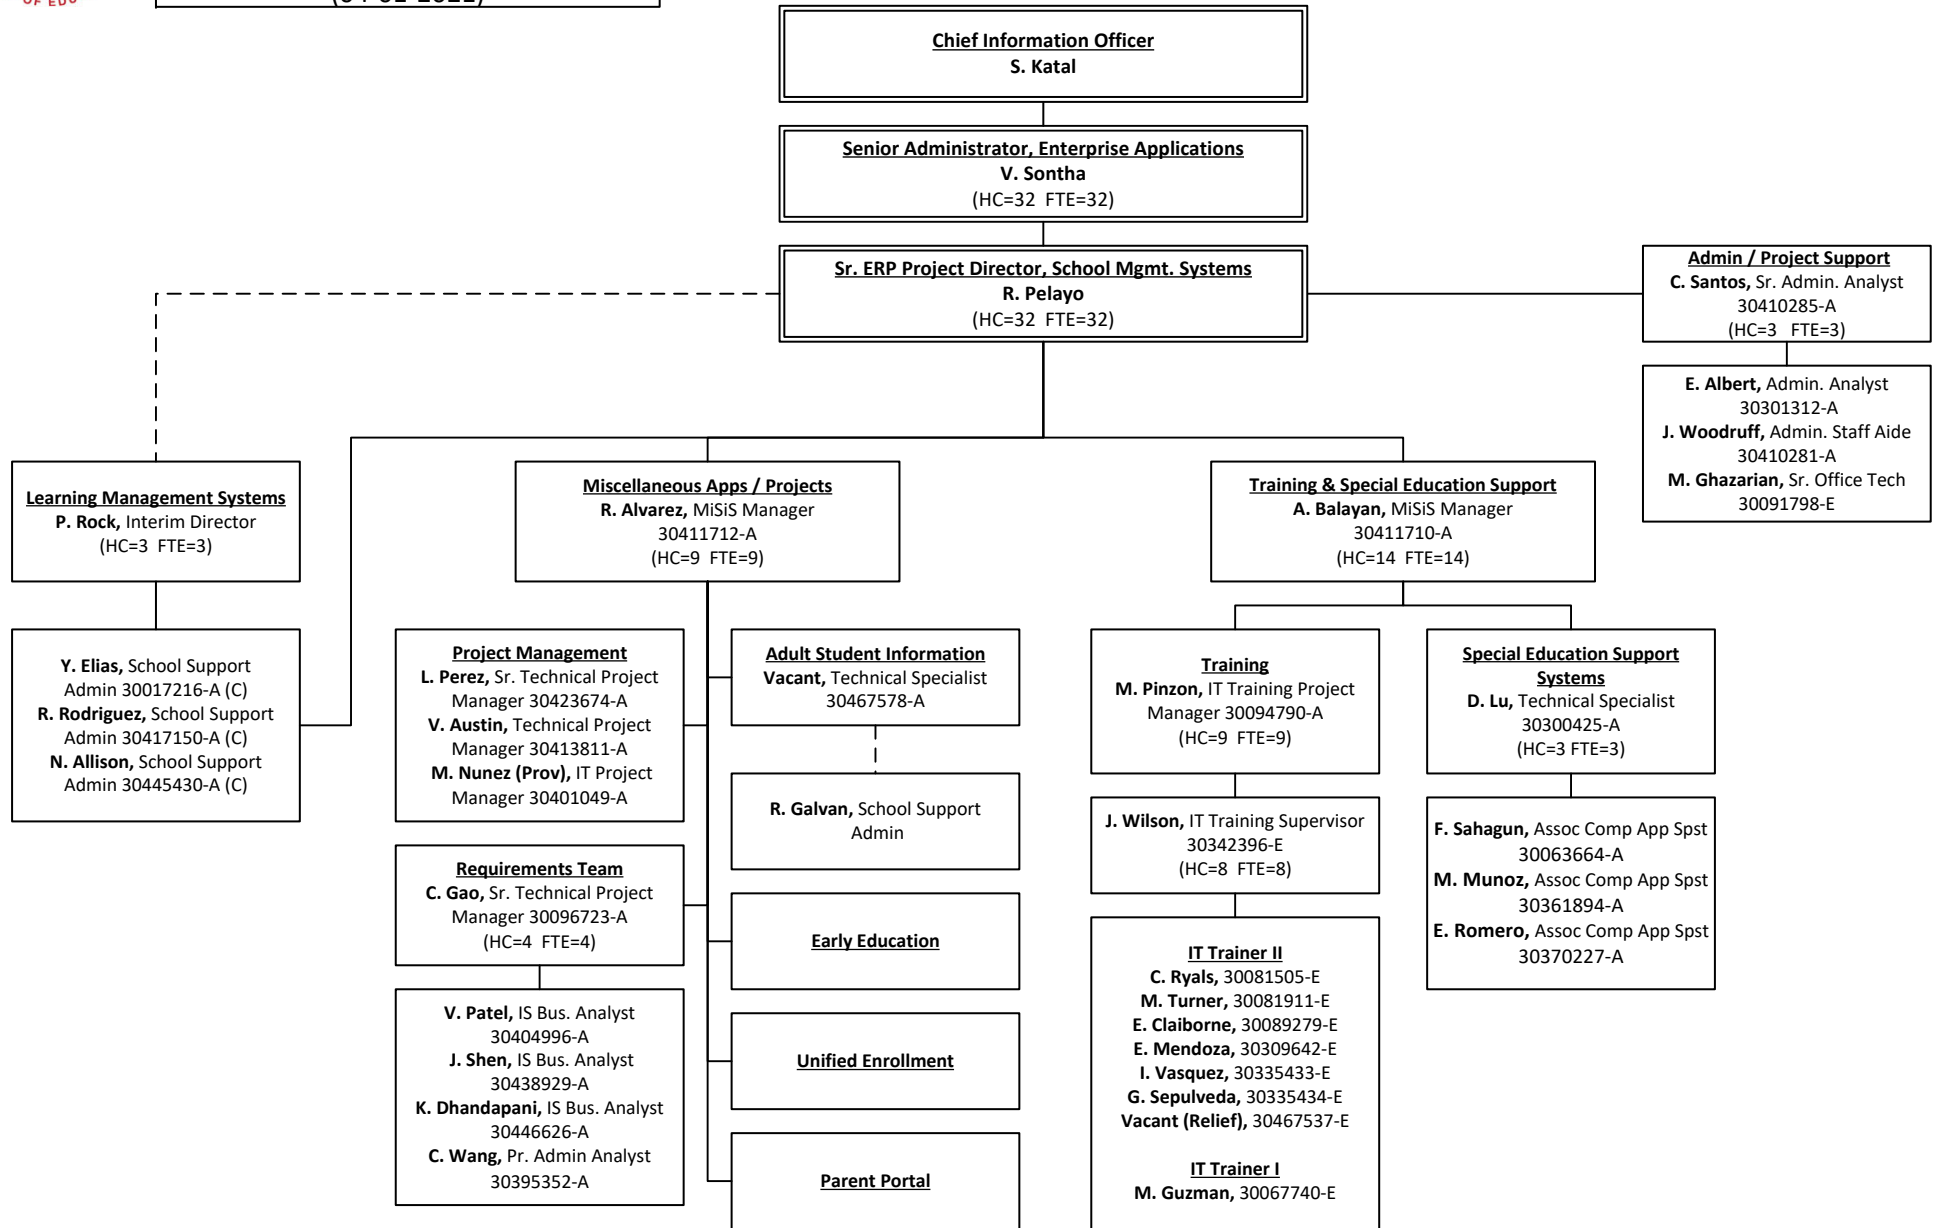 OF EDU
Chief Information Officer
S. Katal
Senior Administrator, Enterprise Applications
V. Sontha
(HC=32 FTE=32)
Sr. ERP Project Director, School Mgmt. Systems
R. Pelayo
(HC=32 FTE=32)
Admin / Project Support
C. Santos, Sr. Admin. Analyst
30410285-A
(HC=3 FTE=3)
E. Albert, Admin. Analyst
30301312-A
J. Woodruff, Admin. Staff Aide
30410281-A
M. Ghazarian, Sr. Office Tech
30091798-E
Learning Management Systems
P. Rock, Interim Director
(HC=3 FTE=3)
Y. Elias, School Support
Admin 30017216-A (C)
R. Rodriguez, School Support
Admin 30417150-A (C)
N. Allison, School Support
Admin 30445430-A (C)
Miscellaneous Apps / Projects
R. Alvarez, MiSiS Manager
30411712-A
(HC=9 FTE=9)
Project Management
L. Perez, Sr. Technical Project
Manager 30423674-A
V. Austin, Technical Project
Manager 30413811-A
M. Nunez (Prov), IT Project
Manager 30401049-A
Requirements Team
C. Gao, Sr. Technical Project
Manager 30096723-A
(HC=4 FTE=4)
V. Patel, IS Bus. Analyst
30404996-A
J. Shen, IS Bus. Analyst
30438929-A
K. Dhandapani, IS Bus. Analyst
30446626-A
C. Wang, Pr. Admin Analyst
30395352-A
Adult Student Information
Vacant, Technical Specialist
30467578-A
R. Galvan, School Support
Admin
Early Education
Unified Enrollment
Parent Portal
Training & Special Education Support
A. Balayan, MiSiS Manager
30411710-A
(HC=14 FTE=14)
Training
M. Pinzon, IT Training Project
Manager 30094790-A
(HC=9 FTE=9)
J. Wilson, IT Training Supervisor
30342396-E
(HC=8 FTE=8)
IT Trainer II
C. Ryals, 30081505-E
M. Turner, 30081911-E
E. Claiborne, 30089279-E
E. Mendoza, 30309642-E
I. Vasquez, 30335433-E
G. Sepulveda, 30335434-E
Vacant (Relief), 30467537-E
IT Trainer I
M. Guzman, 30067740-E
Special Education Support
Systems
D. Lu, Technical Specialist
30300425-A
(HC=3 FTE=3)
F. Sahagun, Assoc Comp App Spst
30063664-A
M. Munoz, Assoc Comp App Spst
30361894-A
E. Romero, Assoc Comp App Spst
30370227-A